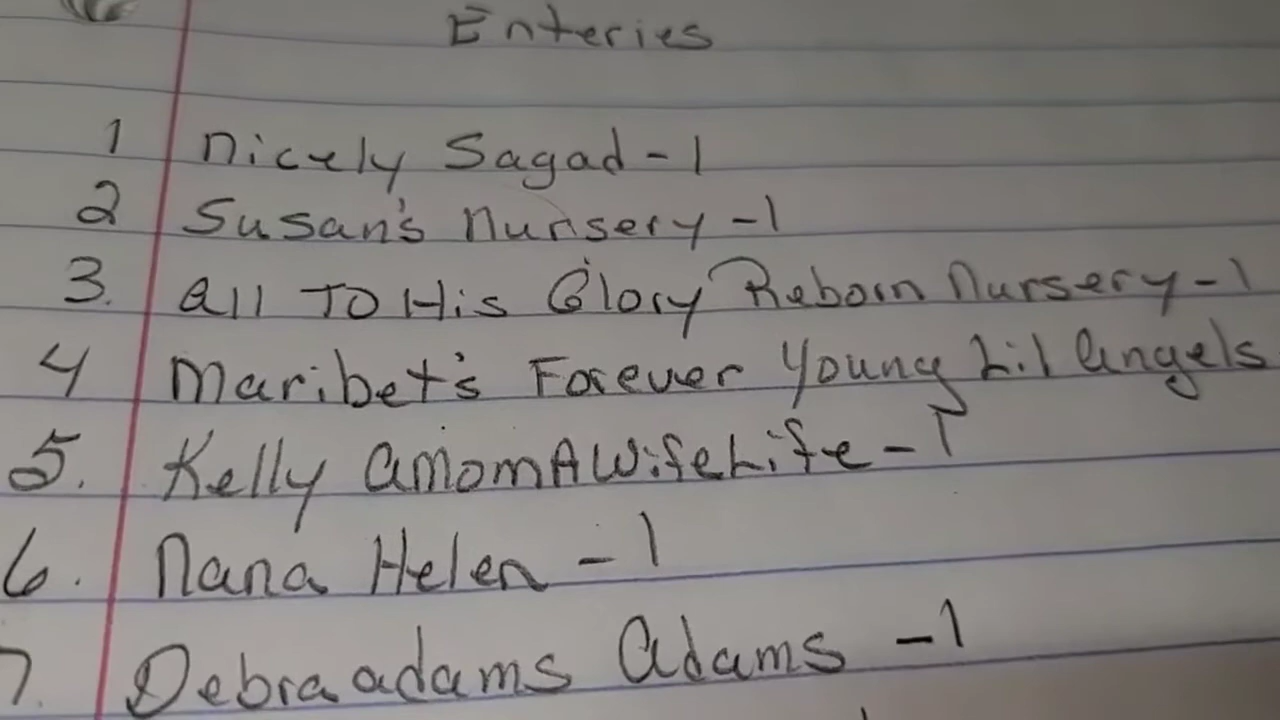 Enteries
1 Nicely Sagad - 1
2 Susan's Nursery - 1
3. All To His Glory Reborn Nursery - 1
4 Maribet's Forever Young Lil Angels
5. Kelly AMomAWifeLife - 1
6. Nana Helen - 1
7. Debraadams Adams - 1